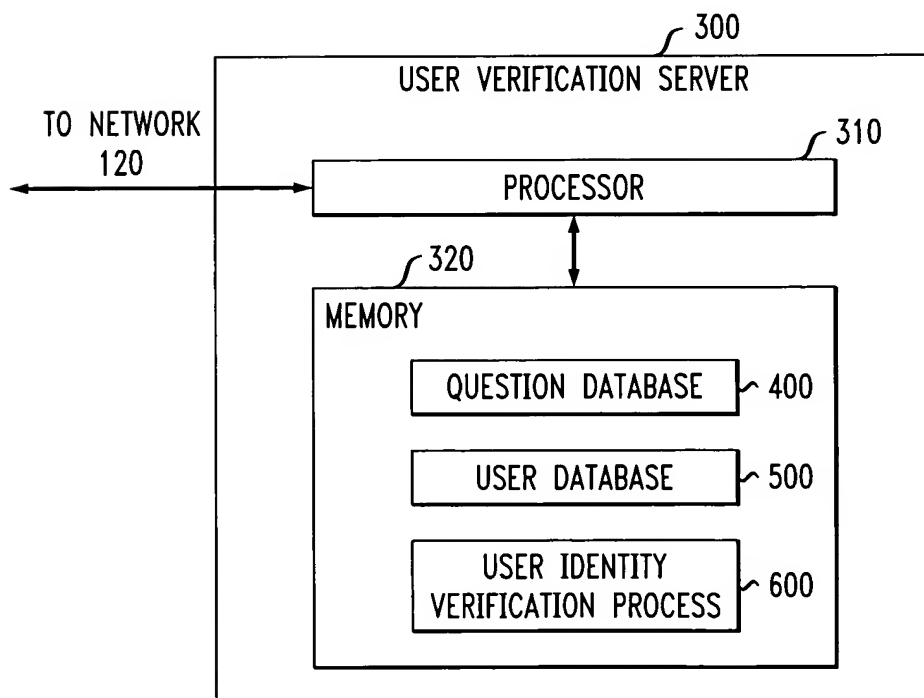 300
USER VERIFICATION SERVER
TO NETWORK
120
310
PROCESSOR
320
MEMORY
QUESTION DATABASE
400
USER DATABASE
500
USER IDENTITY
VERIFICATION PROCESS
600